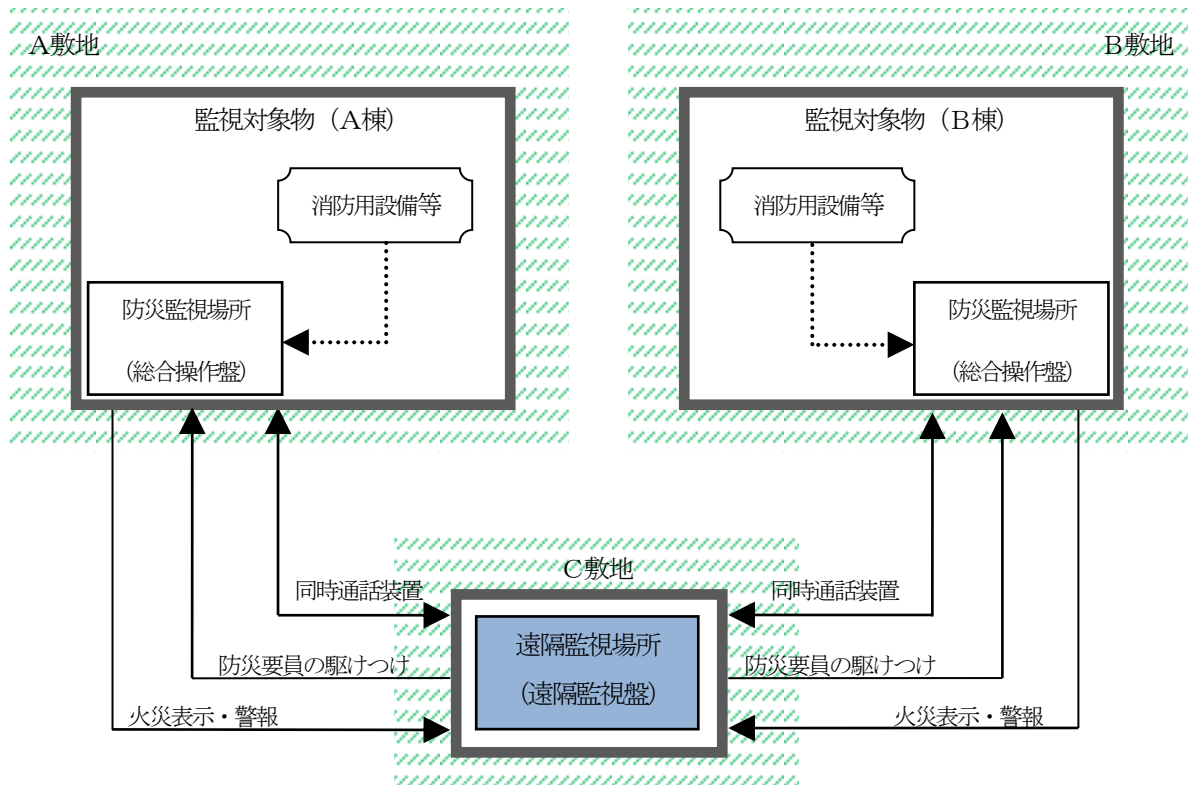 A敷地
B敷地
監視対象物（A棟）
監視対象物（B棟）
消防用設備等
消防用設備等
防災監視場所
(総合操作盤)
防災監視場所
(総合操作盤)
C敷地
同時通話装置
同時通話装置
遠隔監視場所
(遠隔監視盤)
防災要員の駆けつけ
防災要員の駆けつけ
火災表示・警報
火災表示・警報